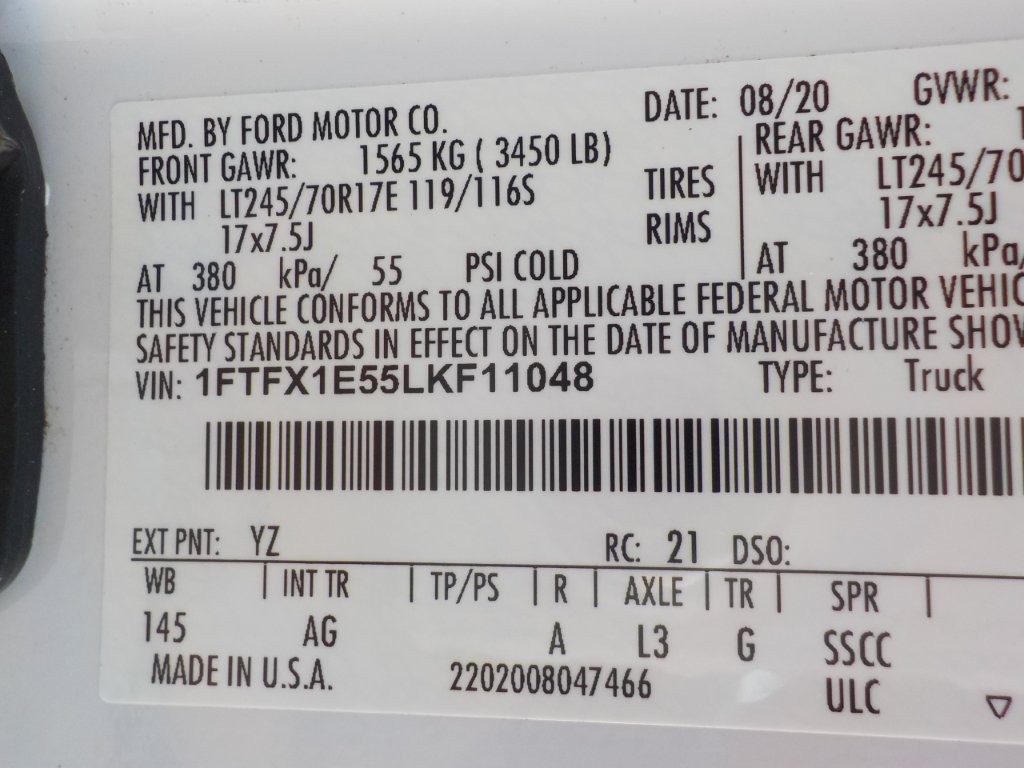 MFD. BY FORD MOTOR CO. DATE: 08/20 GVWR:
FRONT GAWR: 1565 KG ( 3450 LB) REAR GAWR:
WITH LT245/70R17E 119/116S TIRES WITH LT245/70
17x7.5J RIMS 17x7.5J
AT 380 kPa/ 55 PSI COLD AT 380 kPa/
THIS VEHICLE CONFORMS TO ALL APPLICABLE FEDERAL MOTOR VEHIC
SAFETY STANDARDS IN EFFECT ON THE DATE OF MANUFACTURE SHOW
VIN: 1FTFX1E55LKF11048 TYPE: Truck
EXT PNT: YZ RC: 21 DSO:
WB | INT TR | TP/PS | R | AXLE | TR | SPR |
145 AG A L3 G SSCC
MADE IN U.S.A. 2202008047466 ULC